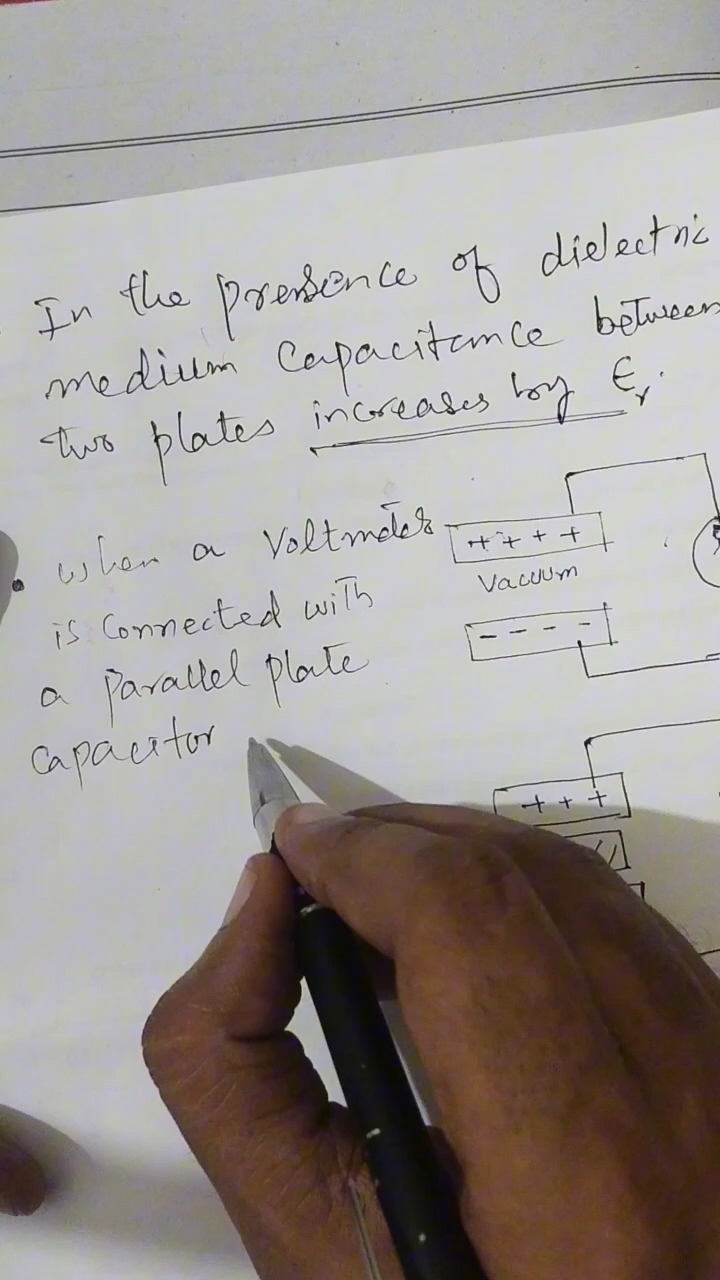 In the presence of dielectric
medium capacitance between
two plates increases by Er.
• When a Voltmeter
is connected with
a parallel plate
capacitor
+ + + +
Vacuum
- - - -
+ + +